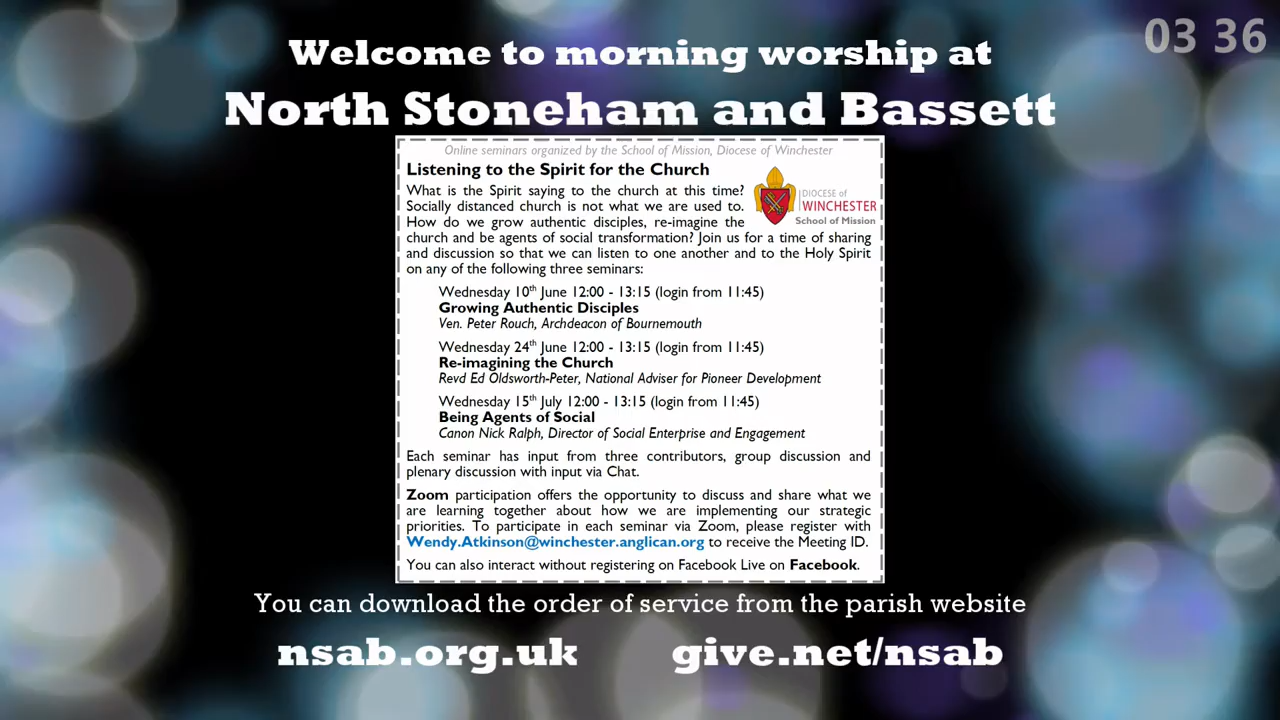 03 36
Welcome to morning worship at
North Stoneham and Bassett
Online seminars organized by the School of Mission, Diocese of Winchester
Listening to the Spirit for the Church
What is the Spirit saying to the church at this time?
Socially distanced church is not what we are used to.
How do we grow authentic disciples, re-imagine the
church and be agents of social transformation? Join us for a time of sharing
and discussion so that we can listen to one another and to the Holy Spirit
on any of the following three seminars:
DIOCESE of
WINCHESTER
School of Mission
Wednesday 10th June 12:00 - 13:15 (login from 11:45)
Growing Authentic Disciples
Ven. Peter Rouch, Archdeacon of Bournemouth
Wednesday 24th June 12:00 - 13:15 (login from 11:45)
Re-imagining the Church
Revd Ed Oldsworth-Peter, National Adviser for Pioneer Development
Wednesday 15th July 12:00 - 13:15 (login from 11:45)
Being Agents of Social
Canon Nick Ralph, Director of Social Enterprise and Engagement
Each seminar has input from three contributors, group discussion and
plenary discussion with input via Chat.
Zoom participation offers the opportunity to discuss and share what we
are learning together about how we are implementing our strategic
priorities. To participate in each seminar via Zoom, please register with
Wendy.Atkinson@winchester.anglican.org to receive the Meeting ID.
You can also interact without registering on Facebook Live on Facebook.
You can download the order of service from the parish website
nsab.org.uk give.net/nsab